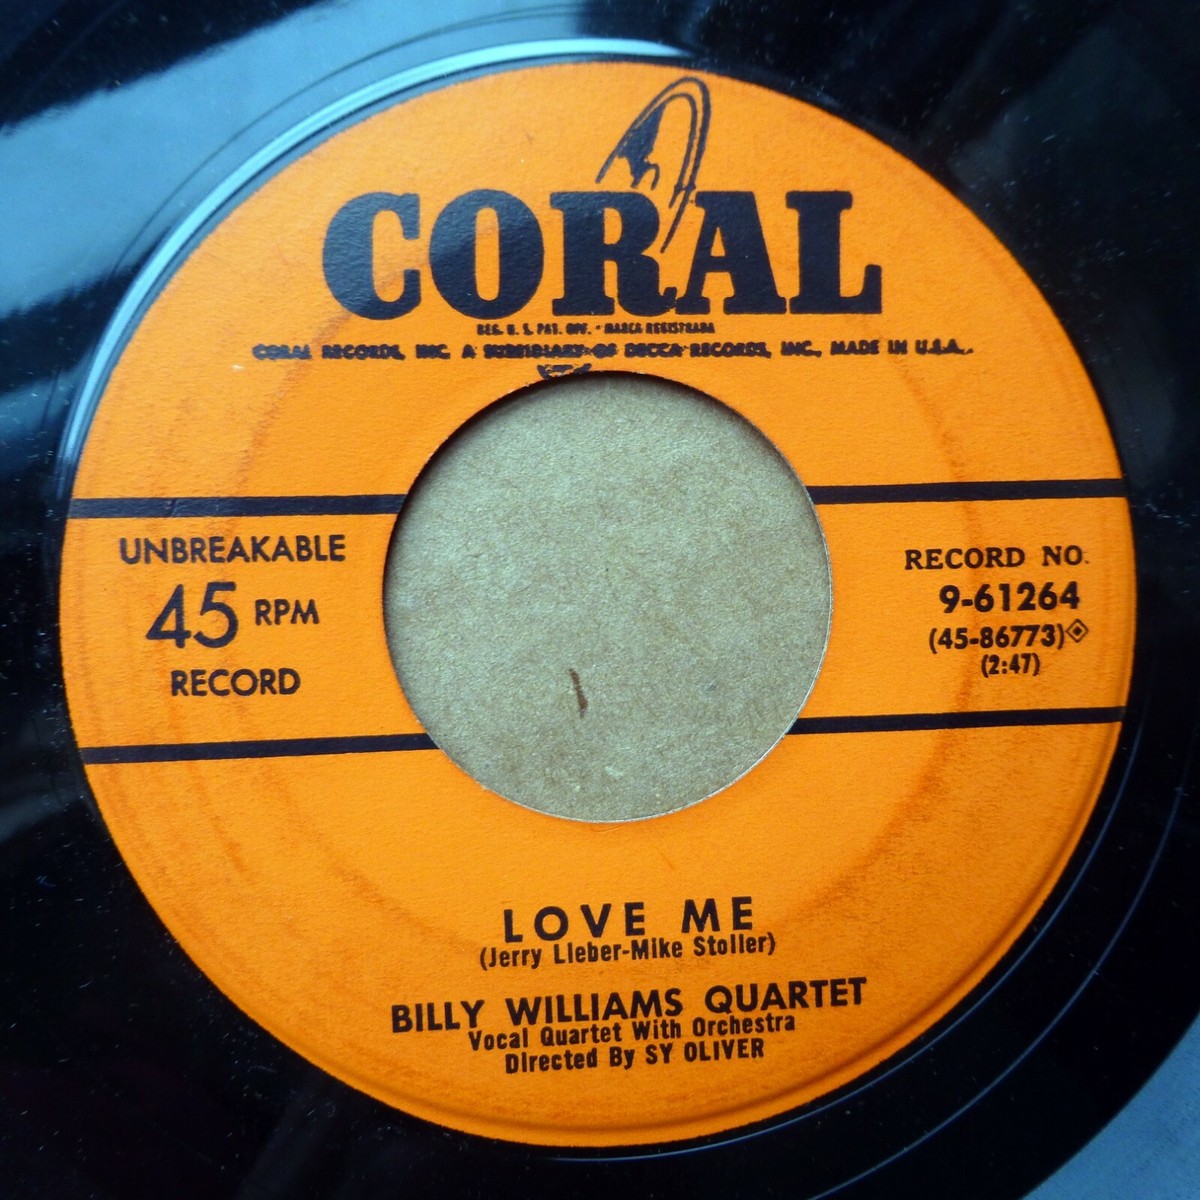 CORAL
REG. U. S. PAT. OFF. - MARCA REGISTRADA
CORAL RECORDS, INC. A SUBSIDIARY OF DECCA RECORDS, INC., MADE IN U.S.A.
UNBREAKABLE
45 RPM
RECORD
RECORD NO.
9-61264
(45-86773)
(2:47)
LOVE ME
(Jerry Lieber-Mike Stoller)
BILLY WILLIAMS QUARTET
Vocal Quartet With Orchestra
Directed By SY OLIVER